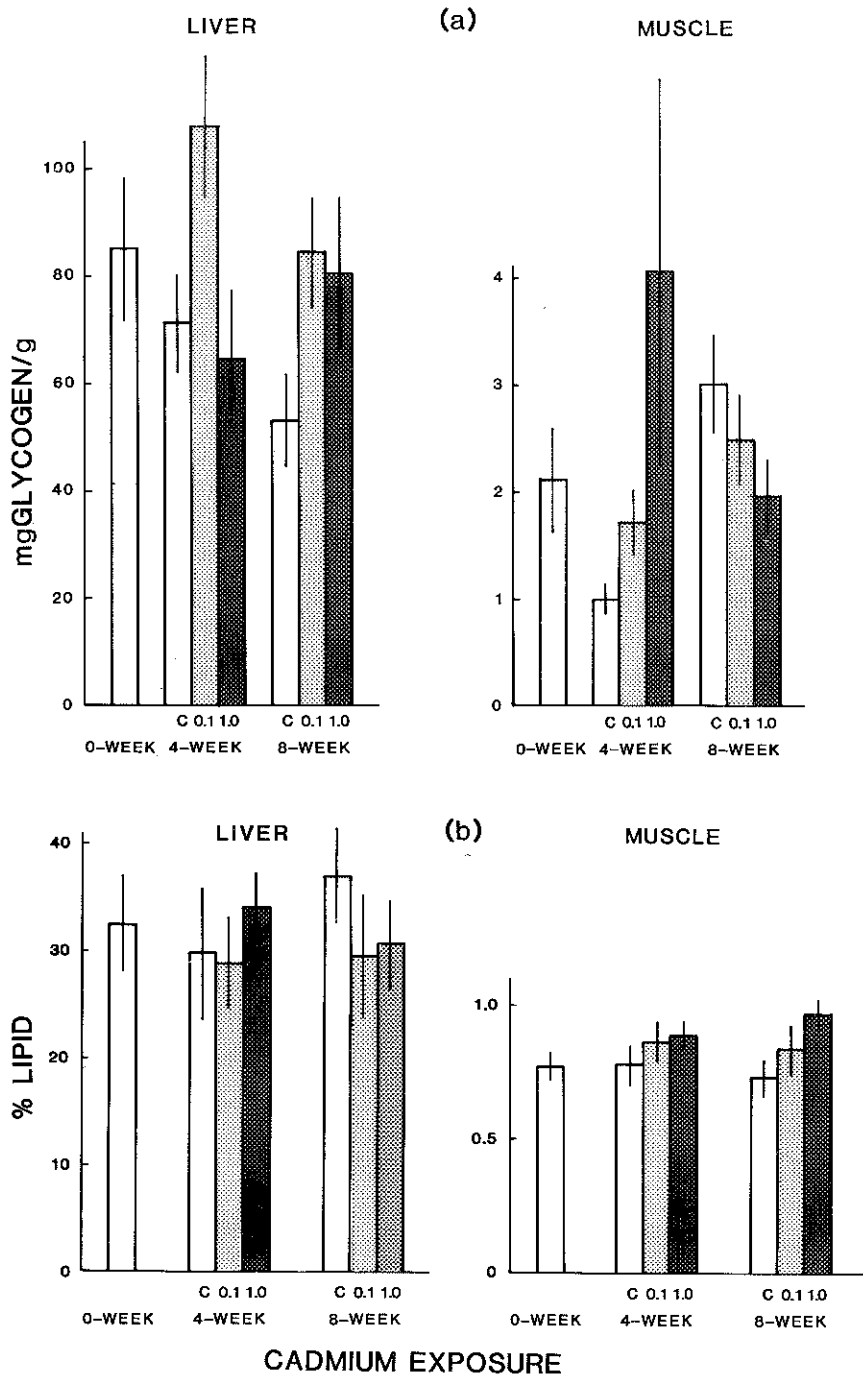 (a)
LIVER
MUSCLE
mgGLYCOGEN/g
100
80
60
40
20
0
C 0.1 1.0
C 0.1 1.0
0-WEEK 4-WEEK 8-WEEK
4
3
2
1
0
C 0.1 1.0
C 0.1 1.0
0-WEEK 4-WEEK 8-WEEK
(b)
LIVER
MUSCLE
% LIPID
40
30
20
10
0
C 0.1 1.0
C 0.1 1.0
0-WEEK 4-WEEK 8-WEEK
1.0
0.5
0
C 0.1 1.0
C 0.1 1.0
0-WEEK 4-WEEK 8-WEEK
CADMIUM EXPOSURE